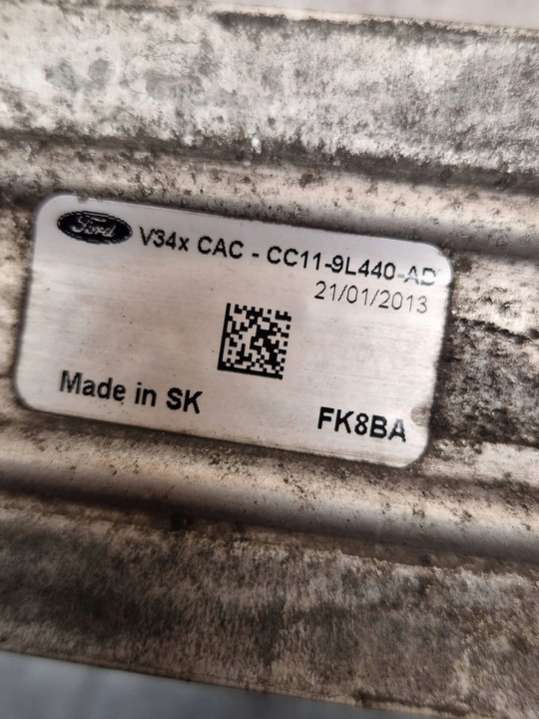 Ford
V34x CAC - CC11-9L440-AD
21/01/2013
Made in SK
FK8BA